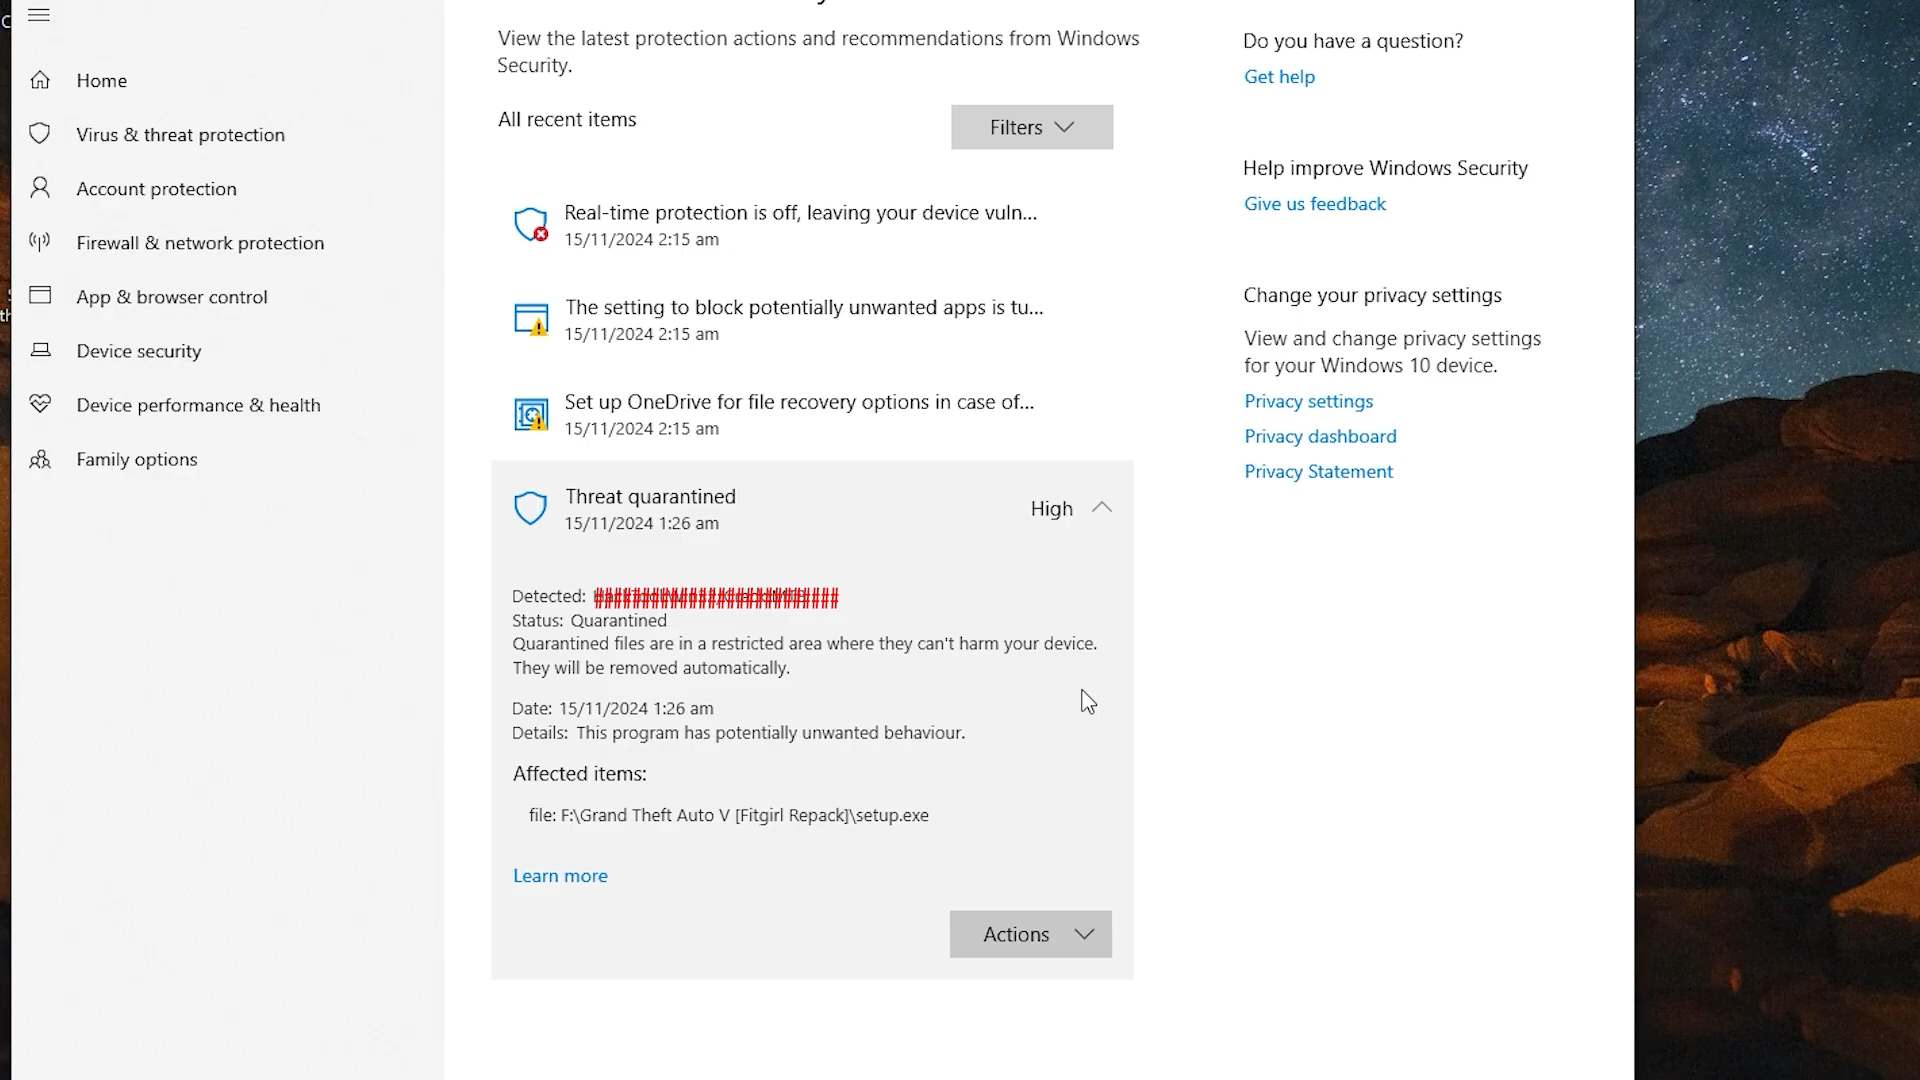 View the latest protection actions and recommendations from Windows
Security.
All recent items
Filters
Home
Virus & threat protection
Account protection
Firewall & network protection
App & browser control
Device security
Device performance & health
Family options
Real-time protection is off, leaving your device vuln...
15/11/2024 2:15 am
The setting to block potentially unwanted apps is tu...
15/11/2024 2:15 am
Set up OneDrive for file recovery options in case of...
15/11/2024 2:15 am
Threat quarantined
15/11/2024 1:26 am
High
Detected:
Status: Quarantined
Quarantined files are in a restricted area where they can't harm your device.
They will be removed automatically.
Date: 15/11/2024 1:26 am
Details: This program has potentially unwanted behaviour.
Affected items:
file: F:\Grand Theft Auto V [Fitgirl Repack]\setup.exe
Learn more
Actions
Do you have a question?
Get help
Help improve Windows Security
Give us feedback
Change your privacy settings
View and change privacy settings
for your Windows 10 device.
Privacy settings
Privacy dashboard
Privacy Statement